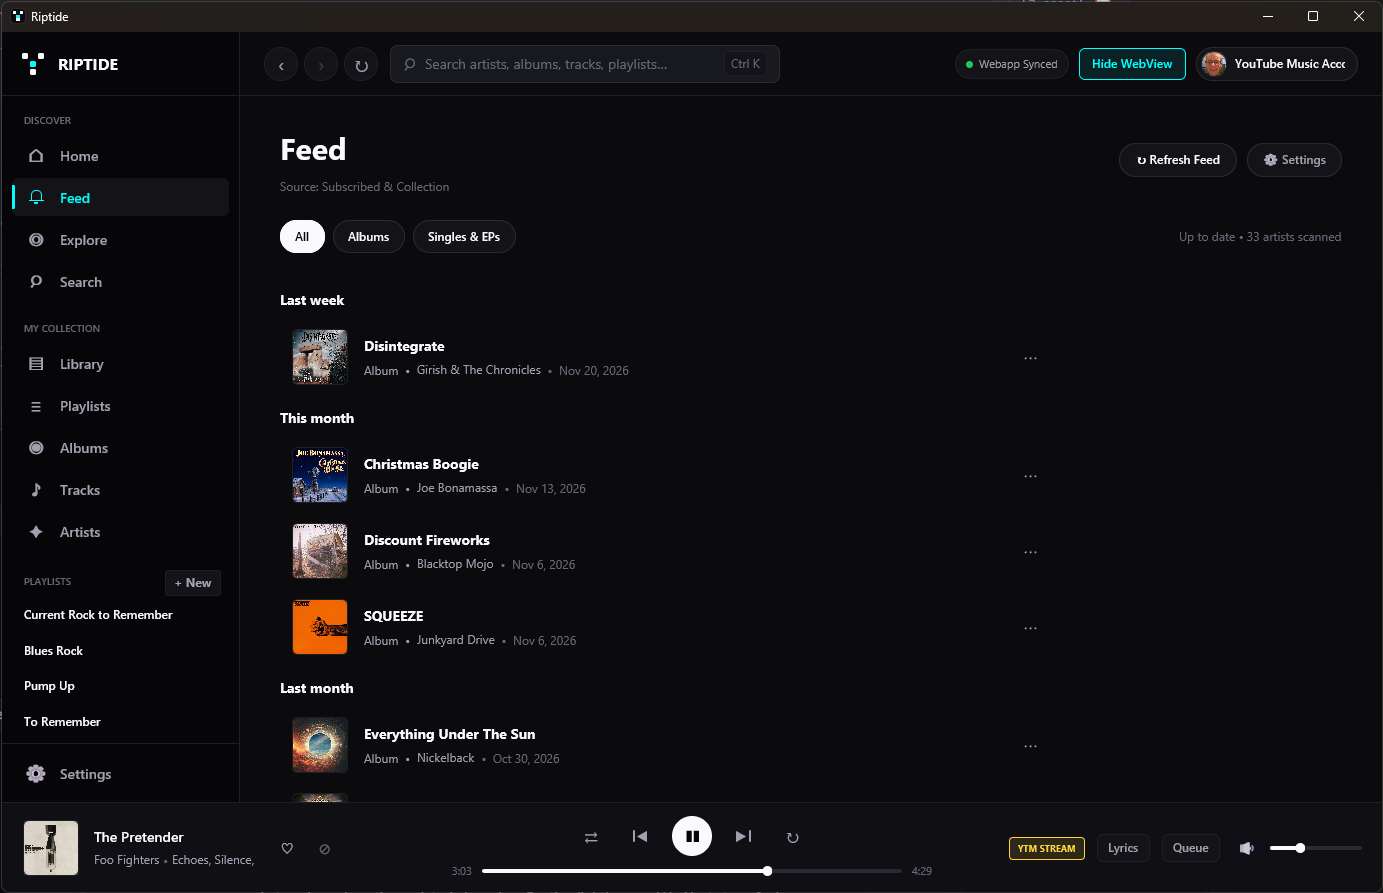 Riptide
RIPTIDE
Search artists, albums, tracks, playlists...
Ctrl K
Webapp Synced
Hide WebView
YouTube Music Acco
DISCOVER
Home
Feed
Explore
Search
MY COLLECTION
Library
Playlists
Albums
Tracks
Artists
PLAYLISTS
+ New
Current Rock to Remember
Blues Rock
Pump Up
To Remember
Settings
Feed
Source: Subscribed & Collection
↻ Refresh Feed
Settings
All
Albums
Singles & EPs
Up to date • 33 artists scanned
Last week
Disintegrate
Album • Girish & The Chronicles • Nov 20, 2026
This month
Christmas Boogie
Album • Joe Bonamassa • Nov 13, 2026
Discount Fireworks
Album • Blacktop Mojo • Nov 6, 2026
SQUEEZE
Album • Junkyard Drive • Nov 6, 2026
Last month
Everything Under The Sun
Album • Nickelback • Oct 30, 2026
The Pretender
Foo Fighters • Echoes, Silence,
3:03
4:29
YTM STREAM
Lyrics
Queue